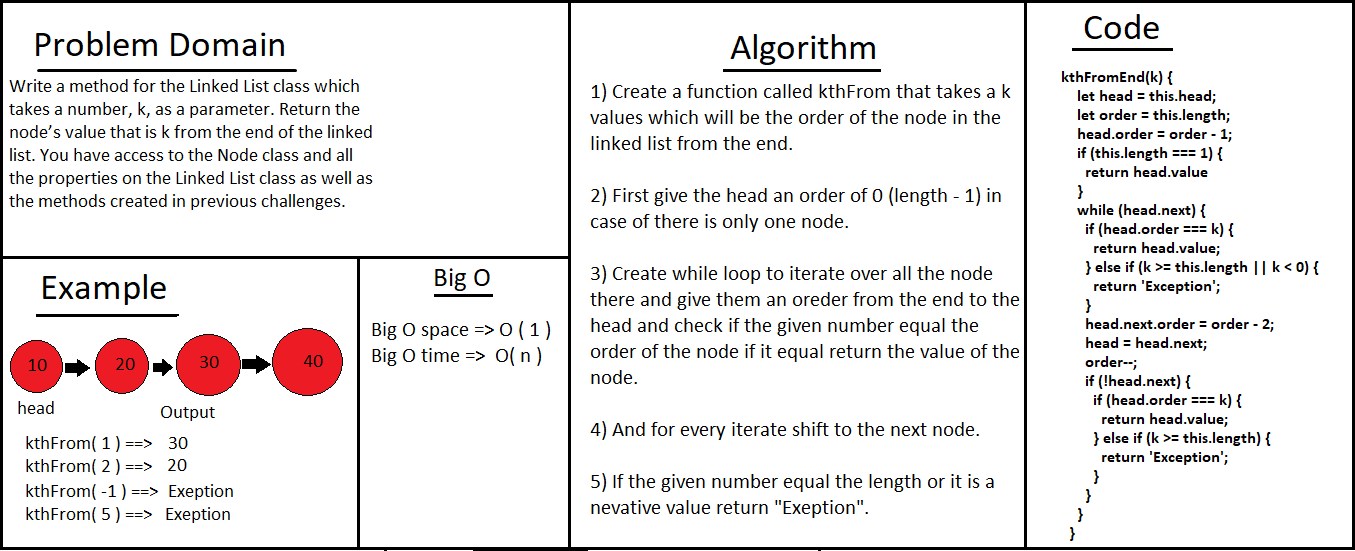 Problem Domain
Write a method for the Linked List class which
takes a number, k, as a parameter. Return the
node’s value that is k from the end of the linked
list. You have access to the Node class and all
the properties on the Linked List class as well as
the methods created in previous challenges.
Example
10
20
30
40
head
Output
kthFrom( 1 ) ==> 30
kthFrom( 2 ) ==> 20
kthFrom( -1 ) ==> Exeption
kthFrom( 5 ) ==> Exeption
Big O
Big O space => O ( 1 )
Big O time => O( n )
Algorithm
1) Create a function called kthFrom that takes a k
values which will be the order of the node in the
linked list from the end.
2) First give the head an order of 0 (length - 1) in
case of there is only one node.
3) Create while loop to iterate over all the node
there and give them an oreder from the end to the
head and check if the given number equal the
order of the node if it equal return the value of the
node.
4) And for every iterate shift to the next node.
5) If the given number equal the length or it is a
nevative value return "Exeption".
Code
kthFromEnd(k) {
let head = this.head;
let order = this.length;
head.order = order - 1;
if (this.length === 1) {
return head.value
}
while (head.next) {
if (head.order === k) {
return head.value;
} else if (k >= this.length || k < 0) {
return 'Exception';
}
head.next.order = order - 2;
head = head.next;
order--;
if (!head.next) {
if (head.order === k) {
return head.value;
} else if (k >= this.length) {
return 'Exception';
}
}
}
}